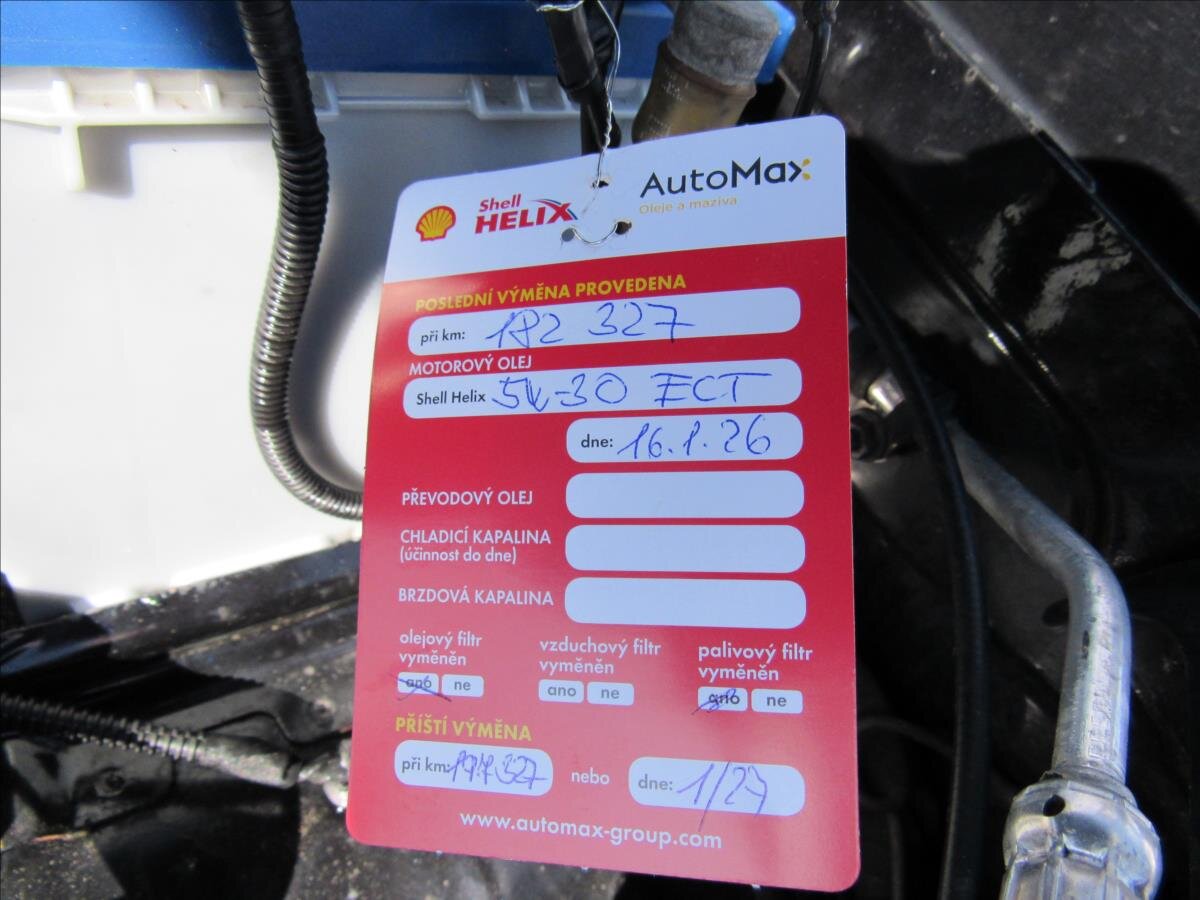 Shell
HELIX
AutoMax
Oleje a maziva
POSLEDNÍ VÝMĚNA PROVEDENA
při km: 182 327
MOTOROVÝ OLEJ
Shell Helix 5W-30 ECT
dne: 16.1.26
PŘEVODOVÝ OLEJ
CHLADICÍ KAPALINA
(účinnost do dne)
BRZDOVÁ KAPALINA
olejový filtr vzduchový filtr palivový filtr
vyměněn vyměněn vyměněn
ano ne ano ne ano ne
PŘÍŠTÍ VÝMĚNA
při km: 197 327 nebo dne: 1/27
www.automax-group.com